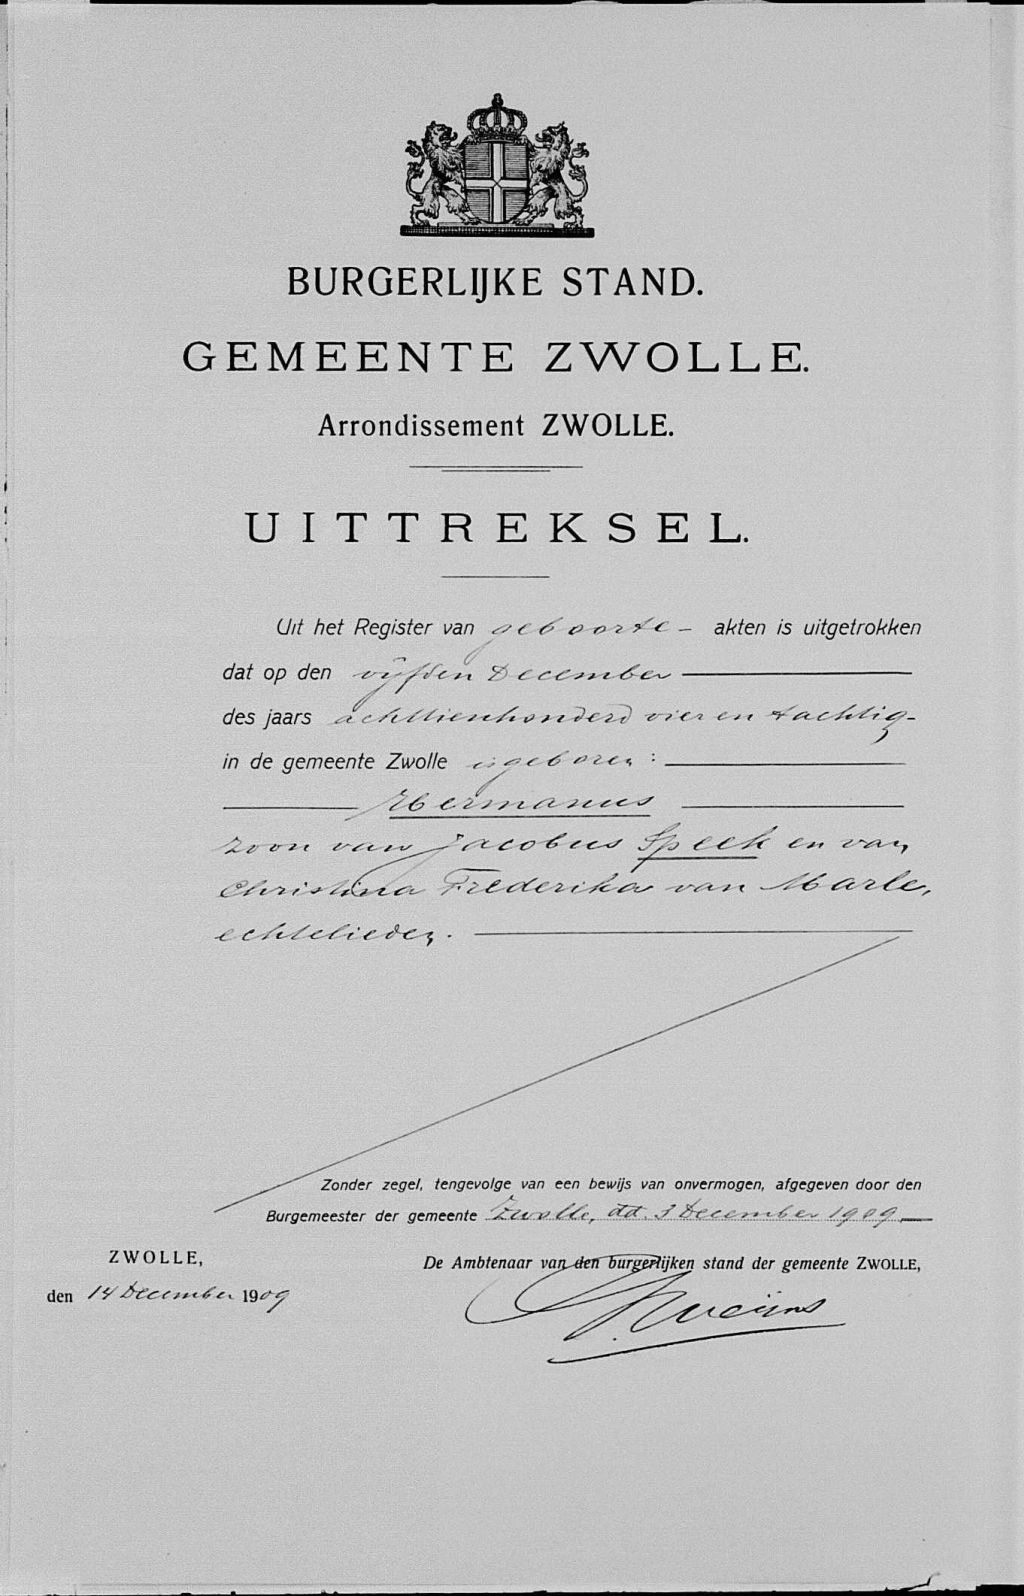 BURGERLIJKE STAND.
GEMEENTE ZWOLLE.
Arrondissement ZWOLLE.
UITTREKSEL.
Uit het Register van geboorte- akten is uitgetrokken
dat op den vijfden December
des jaars achttienhonderd vier en tachtig
in de gemeente Zwolle is geboren:
Hermanus
zoon van Jacobus Speek en van
Christina Frederika van Marle,
echtelieden.
Zonder zegel, tengevolge van een bewijs van onvermogen, afgegeven door den
Burgemeester der gemeente Zwolle, dd. 3 December 1909.
ZWOLLE,
De Ambtenaar van den burgerlijken stand der gemeente ZWOLLE,
den 14 December 1909